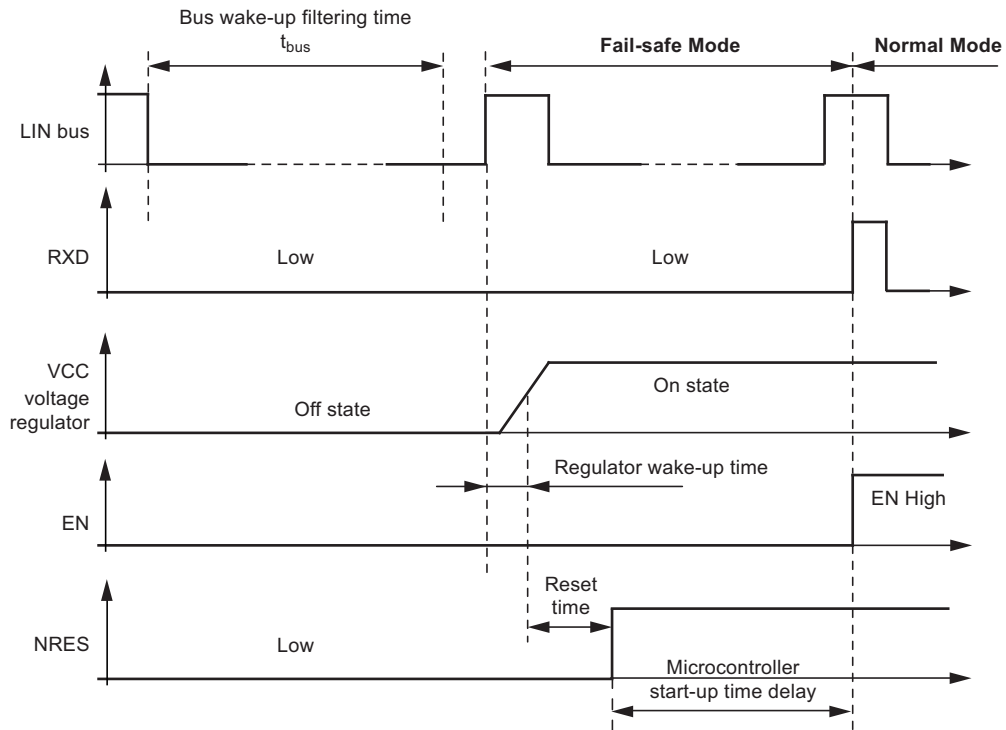 Bus wake-up filtering time
tbus
Fail-safe Mode
Normal Mode
LIN bus
RXD
Low
Low
VCC
voltage
regulator
Off state
On state
Regulator wake-up time
EN
EN High
Reset
time
NRES
Low
Microcontroller
start-up time delay